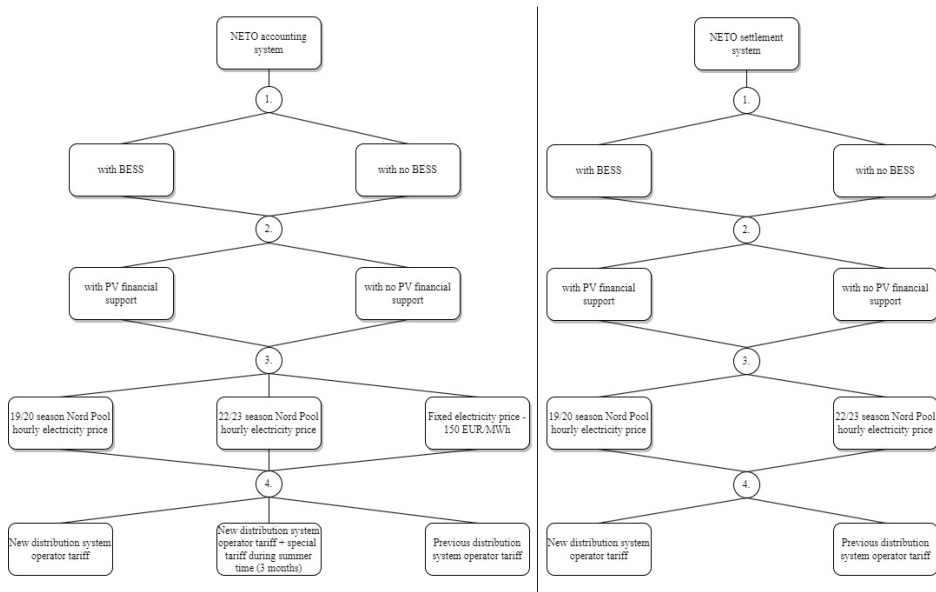 NETO accounting
system
1.
with BESS
with no BESS
2.
with PV financial
support
with no PV financial
support
3.
19/20 season Nord Pool
hourly electricity price
22/23 season Nord Pool
hourly electricity price
Fixed electricity price -
150 EUR/MWh
4.
New distribution system
operator tariff
New distribution system
operator tariff + special
tariff during summer
time (3 months)
Previous distribution
system operator tariff
NETO settlement
system
1.
with BESS
with no BESS
2.
with PV financial
support
with no PV financial
support
3.
19/20 season Nord Pool
hourly electricity price
22/23 season Nord Pool
hourly electricity price
4.
New distribution system
operator tariff
Previous distribution
system operator tariff